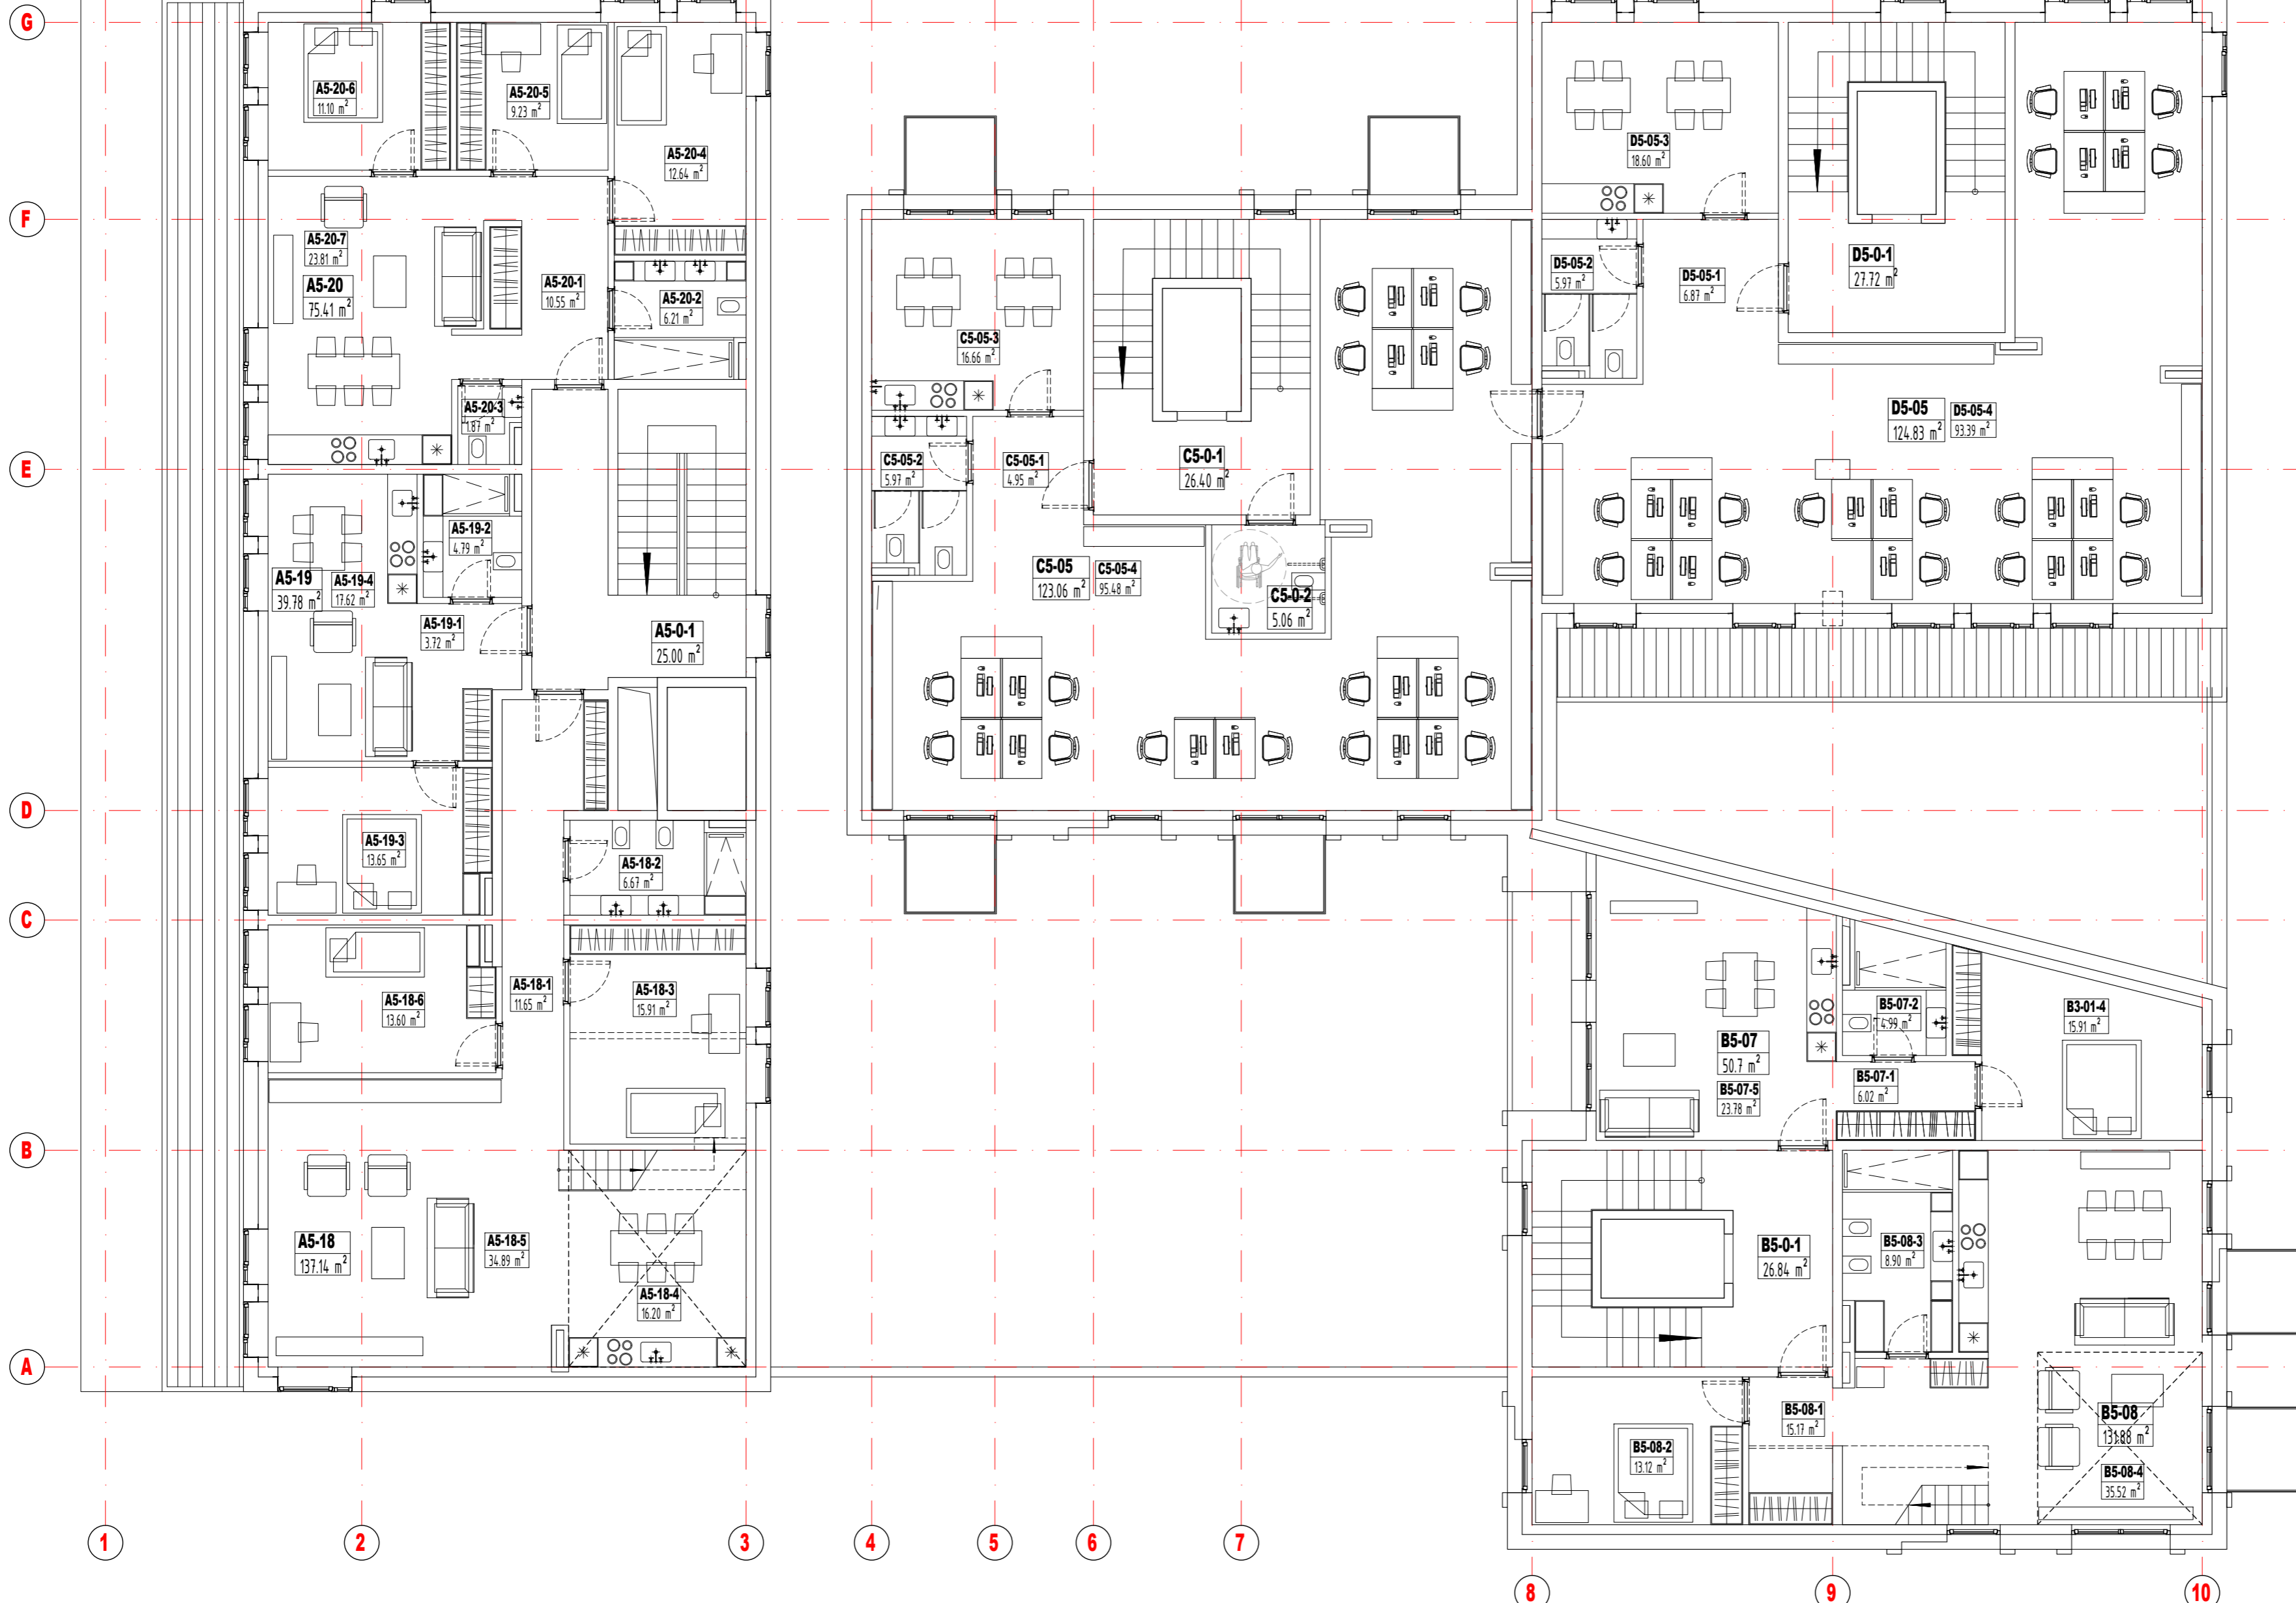 G
F
E
D
C
B
A
A5-20-6
11.10 m²
A5-20-5
9.23 m²
A5-20-4
12.64 m²
A5-20-7
23.81 m²
A5-20
75.41 m²
A5-20-1
10.55 m²
A5-20-2
6.21 m²
A5-20-3
1.87 m²
A5-19-2
4.79 m²
A5-19
39.78 m²
A5-19-4
17.62 m²
A5-19-1
3.72 m²
A5-0-1
25.00 m²
A5-19-3
13.65 m²
A5-18-2
6.67 m²
A5-18-1
11.65 m²
A5-18-6
13.60 m²
A5-18-3
15.91 m²
A5-18
137.14 m²
A5-18-5
34.89 m²
A5-18-4
16.20 m²
C5-05-3
16.66 m²
C5-05-2
5.97 m²
C5-05-1
4.95 m²
C5-0-1
26.40 m²
C5-05
123.06 m²
C5-05-4
95.48 m²
C5-0-2
5.06 m²
D5-05-3
18.60 m²
D5-05-2
5.97 m²
D5-05-1
6.87 m²
D5-0-1
27.72 m²
D5-05
124.83 m²
D5-05-4
93.39 m²
B5-07-2
4.99 m²
B3-01-4
15.91 m²
B5-07
50.7 m²
B5-07-5
23.78 m²
B5-07-1
6.02 m²
B5-0-1
26.84 m²
B5-08-3
8.90 m²
B5-08-1
15.17 m²
B5-08-2
13.12 m²
B5-08
131.88 m²
B5-08-4
35.52 m²
1
2
3
4
5
6
7
8
9
10